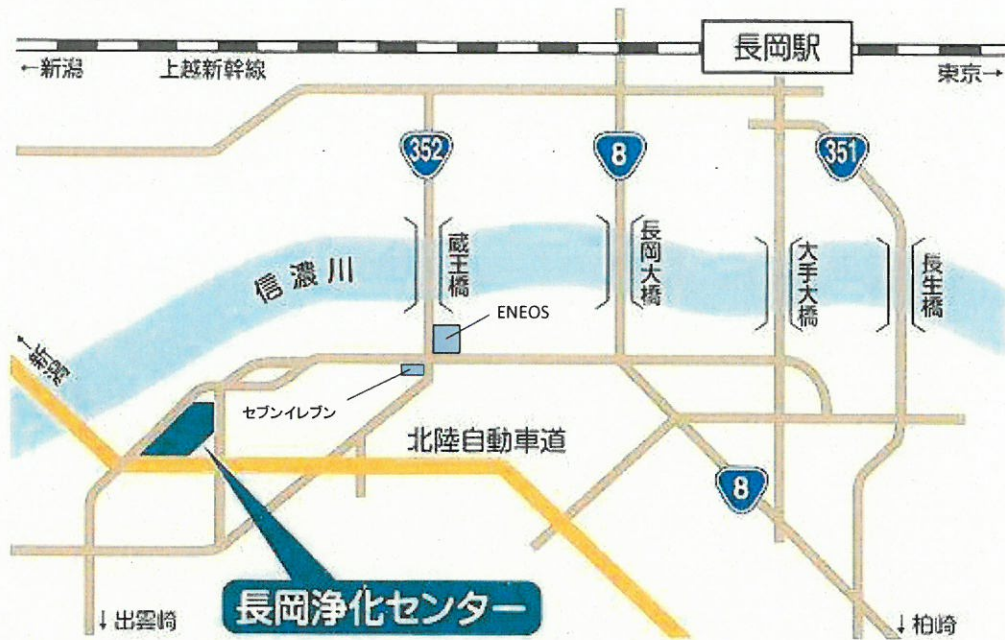 長岡駅
←新潟
上越新幹線
東京→
352
8
351
信濃川
蔵王橋
長岡大橋
大手大橋
長生橋
ENEOS
←新潟
セブンイレブン
北陸自動車道
8
長岡浄化センター
↓出雲崎
↓柏崎